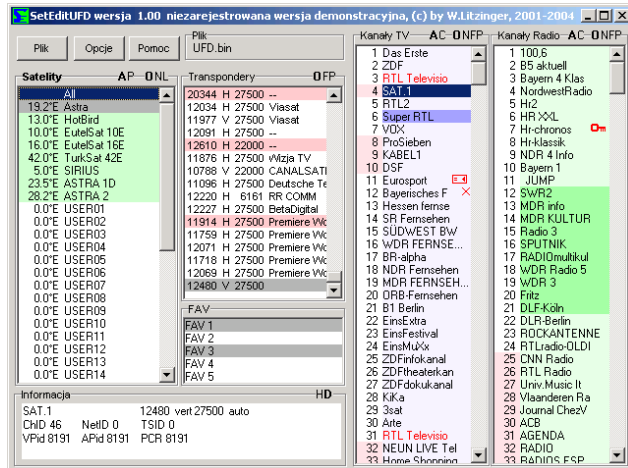 SetEditUFD wersja 1.00 niezarejestrowana wersja demonstracyjna, (c) by W.Litzinger, 2001-2004
Plik
Opcje
Pomoc
Plik
UFD.bin
Satelity AP-ONL
All
19.2°E Astra
13.0°E HotBird
10.0°E EutelSat 10E
16.0°E EutelSat 16E
42.0°E TurkSat 42E
5.0°E SIRIUS
23.5°E ASTRA 1D
28.2°E ASTRA 2
0.0°E USER01
0.0°E USER02
0.0°E USER03
0.0°E USER04
0.0°E USER05
0.0°E USER06
0.0°E USER07
0.0°E USER08
0.0°E USER09
0.0°E USER10
0.0°E USER11
0.0°E USER12
0.0°E USER13
0.0°E USER14
Transpondery OFP
20344 H 27500 --
12034 H 27500 Viasat
11977 V 27500 Viasat
12091 H 27500 --
12610 H 22000 --
11876 H 27500 Wizja TV
10788 V 22000 CANALSATI
11096 H 27500 Deutsche Te
12220 H 6161 RR COMM
12227 H 27500 BetaDigital
11914 H 27500 Premiere Wo
11759 H 27500 Premiere Wo
12071 H 27500 Premiere Wo
11718 H 27500 Premiere Wo
12069 H 27500 Premiere Wo
12480 V 27500
FAV
FAV 1
FAV 2
FAV 3
FAV 4
FAV 5
Informacja HD
SAT.1 12480 vert 27500 auto
ChID 46 NetID 0 TSID 0
VPid 8191 APid 8191 PCR 8191
Kanały TV AC-ONFP
1 Das Erste
2 ZDF
3 RTL Televisio
4 SAT.1
5 RTL2
6 Super RTL
7 VOX
8 ProSieben
9 KABEL1
10 DSF
11 Eurosport
12 Bayerisches F
13 Hessen fernse
14 SR Fernsehen
15 SÜDWEST BW
16 WDR FERNSE...
17 BR-alpha
18 NDR Fernsehen
19 MDR FERNSEH...
20 ORB-Fernsehen
21 B1 Berlin
22 EinsExtra
23 EinsFestival
24 EinsMuXx
25 ZDFinfokanal
26 ZDFtheaterkan
27 ZDFdokukanal
28 KiKa
29 3sat
30 Arte
31 RTL Televisio
32 NEUN LIVE Tel
33 Home Shopping
Kanały Radio AC-ONFP
1 100,6
2 B5 aktuell
3 Bayern 4 Klas
4 NordwestRadio
5 Hr2
6 HR XXL
7 Hr-chronos
8 Hr-klassik
9 NDR 4 Info
10 Bayern 1
11 JUMP
12 SWR2
13 MDR info
14 MDR KULTUR
15 Radio 3
16 SPUTNIK
17 RADIOmultikul
18 WDR Radio 5
19 WDR 3
20 Fritz
21 DLF-Köln
22 DLR-Berlin
23 ROCKANTENNE
24 RTLradio-OLDI
25 CNN Radio
26 RTL Radio
27 Univ.Music It
28 Vlaanderen Ra
29 Journal ChezV
30 ACB
31 AGENDA
32 RADIO
33 RADIOS ESP